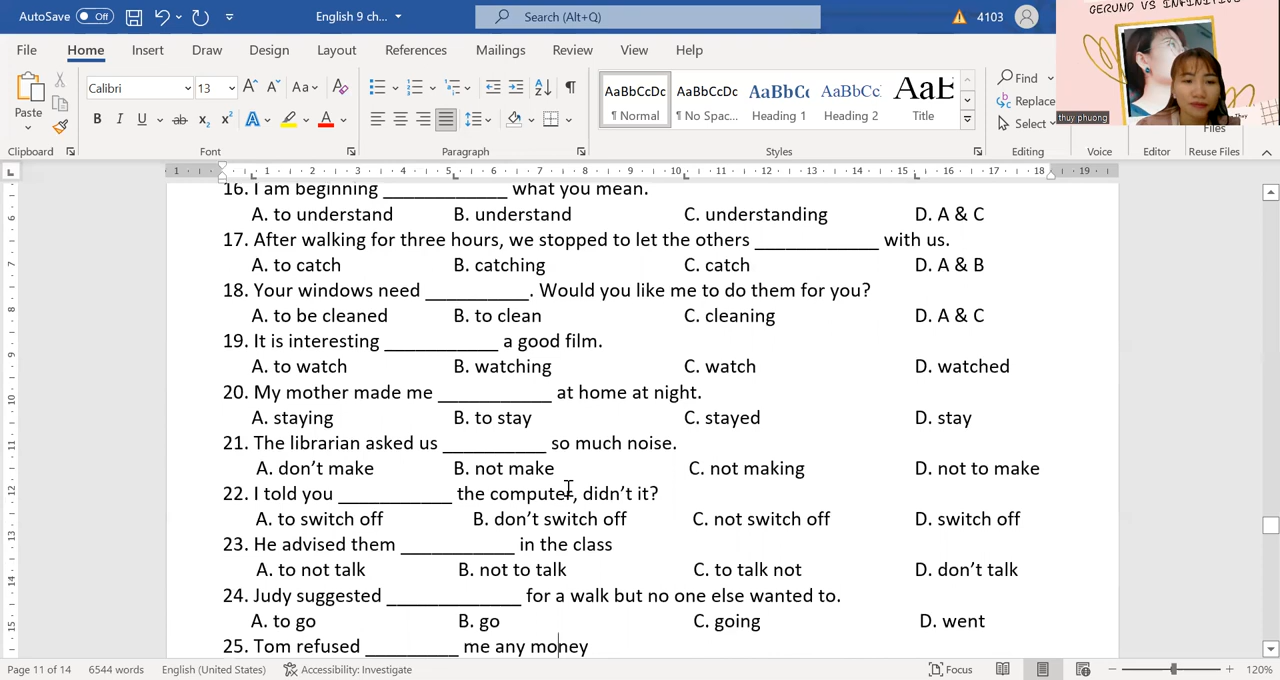 AutoSave Off English 9 ch... Search (Alt+Q) 4103
GERUND VS INFINITIVE
File Home Insert Draw Design Layout References Mailings Review View Help
Paste
Clipboard
Calibri 13
Font
Paragraph
AaBbCcDc ¶ Normal
AaBbCcDc ¶ No Spac...
AaBbCc Heading 1
AaBbCc Heading 2
AaB Title
Styles
Find
Replace
Select
Editing
Voice
Editor
Files
Reuse Files
thuy phuong
16. I am beginning ____________ what you mean.
A. to understand B. understand C. understanding D. A & C
17. After walking for three hours, we stopped to let the others ____________ with us.
A. to catch B. catching C. catch D. A & B
18. Your windows need __________. Would you like me to do them for you?
A. to be cleaned B. to clean C. cleaning D. A & C
19. It is interesting ___________ a good film.
A. to watch B. watching C. watch D. watched
20. My mother made me ___________ at home at night.
A. staying B. to stay C. stayed D. stay
21. The librarian asked us __________ so much noise.
A. don’t make B. not make C. not making D. not to make
22. I told you ___________ the computer, didn’t it?
A. to switch off B. don’t switch off C. not switch off D. switch off
23. He advised them ___________ in the class
A. to not talk B. not to talk C. to talk not D. don’t talk
24. Judy suggested _____________ for a walk but no one else wanted to.
A. to go B. go C. going D. went
25. Tom refused _________ me any money
Page 11 of 14 6544 words English (United States) Accessibility: Investigate Focus 120%